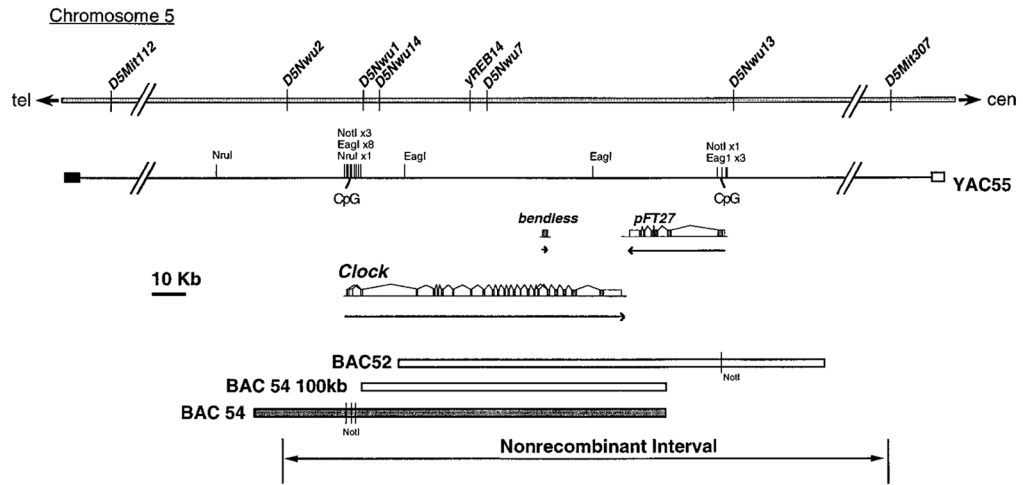 Chromosome 5
D5Mit112
D5Nwu2
D5Nwu1
D5Nwu14
yREB14
D5Nwu7
D5Nwu13
D5Mit307
tel
cen
NruI
NotI x3
EagI x8
NruI x1
EagI
EagI
NotI x1
Eag1 x3
CpG
CpG
YAC55
bendless
pFT27
10 Kb
Clock
BAC52
NotI
BAC 54 100kb
BAC 54
NotI
Nonrecombinant Interval